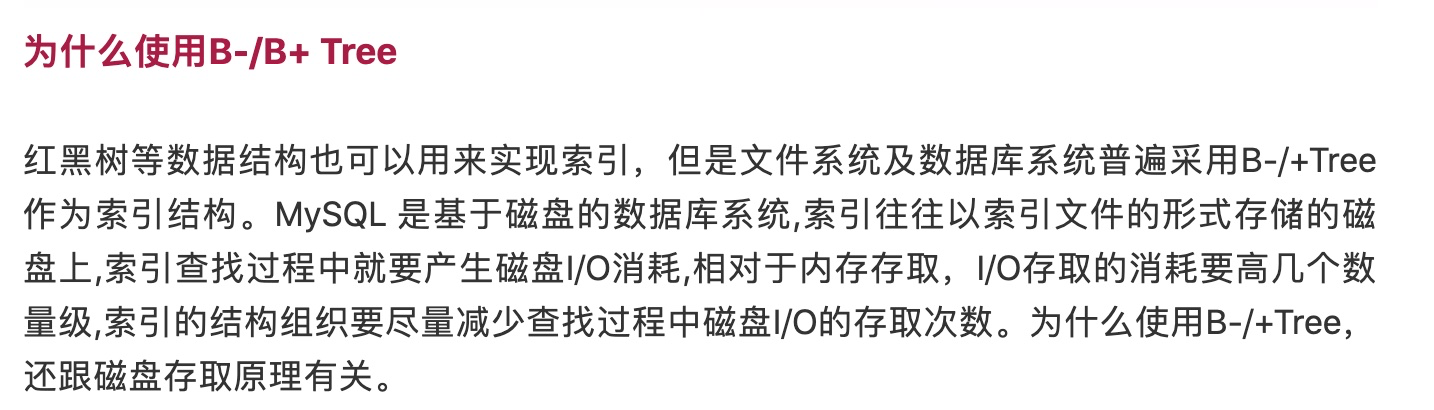 为什么使用B-/B+ Tree
红黑树等数据结构也可以用来实现索引，但是文件系统及数据库系统普遍采用B-/+Tree
作为索引结构。MySQL 是基于磁盘的数据库系统,索引往往以索引文件的形式存储的磁
盘上,索引查找过程中就要产生磁盘I/O消耗,相对于内存存取，I/O存取的消耗要高几个数
量级,索引的结构组织要尽量减少查找过程中磁盘I/O的存取次数。为什么使用B-/+Tree，
还跟磁盘存取原理有关。